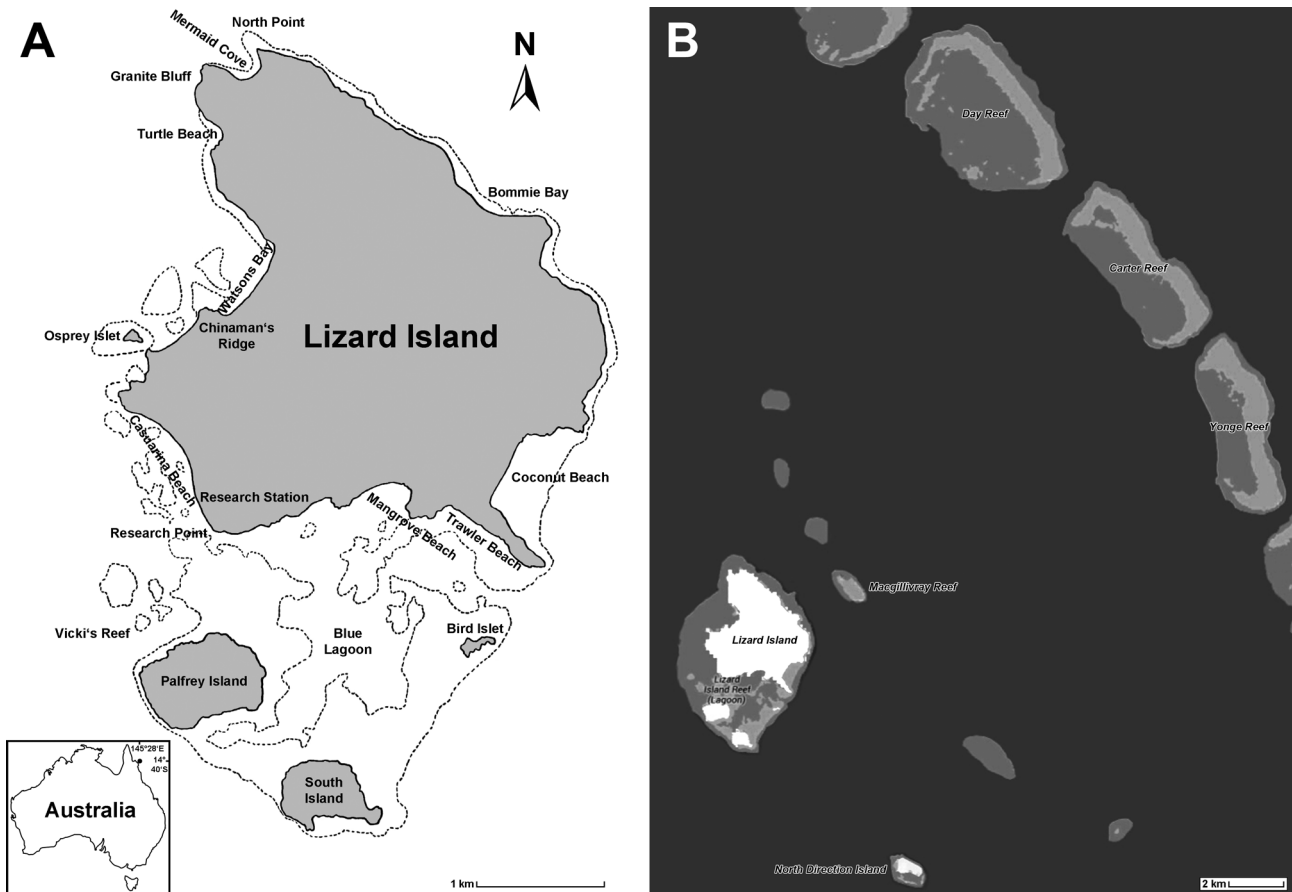 A
North Point
Mermaid Cove
Granite Bluff
N
Turtle Beach
Bommie Bay
Watsons Bay
Osprey Islet
Chinaman's
Ridge
Lizard Island
Casuarina Beach
Coconut Beach
Research Station
Mangrove Beach
Trawler Beach
Research Point
Vicki's Reef
Blue
Lagoon
Bird Islet
Palfrey Island
South
Island
145°28'E
14°
40'S
Australia
1 km
B
Day Reef
Carter Reef
Yonge Reef
Macgillivray Reef
Lizard Island
Lizard
Island Reef
(Lagoon)
North Direction Island
2 km